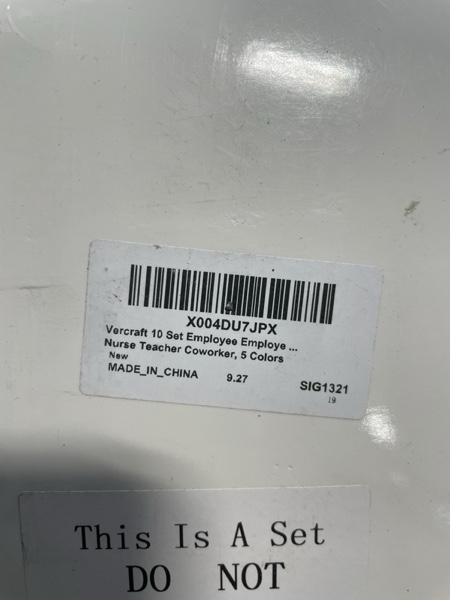 X004DU7JPX
Vercraft 10 Set Employee Employe ...
Nurse Teacher Coworker, 5 Colors
New
MADE_IN_CHINA 9.27 SIG1321
19
This Is A Set
DO NOT